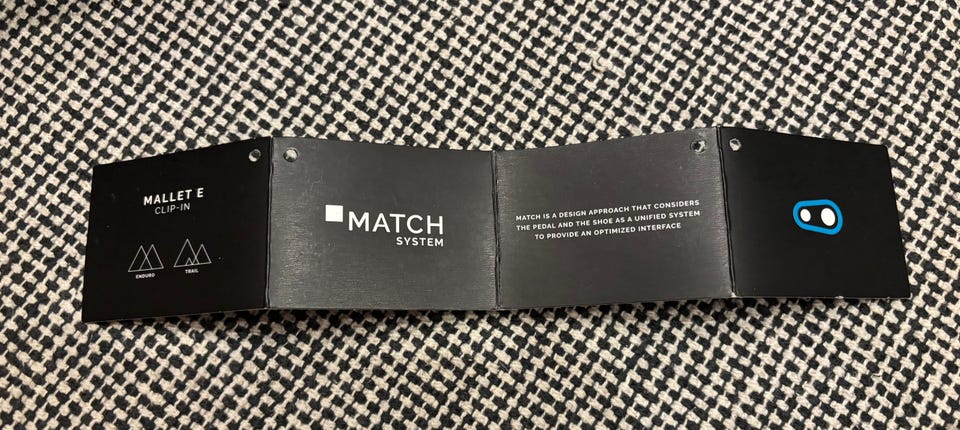 MALLET E
CLIP-IN
ENDURO
TRAIL
MATCH
SYSTEM
MATCH IS A DESIGN APPROACH THAT CONSIDERS
THE PEDAL AND THE SHOE AS A UNIFIED SYSTEM
TO PROVIDE AN OPTIMIZED INTERFACE